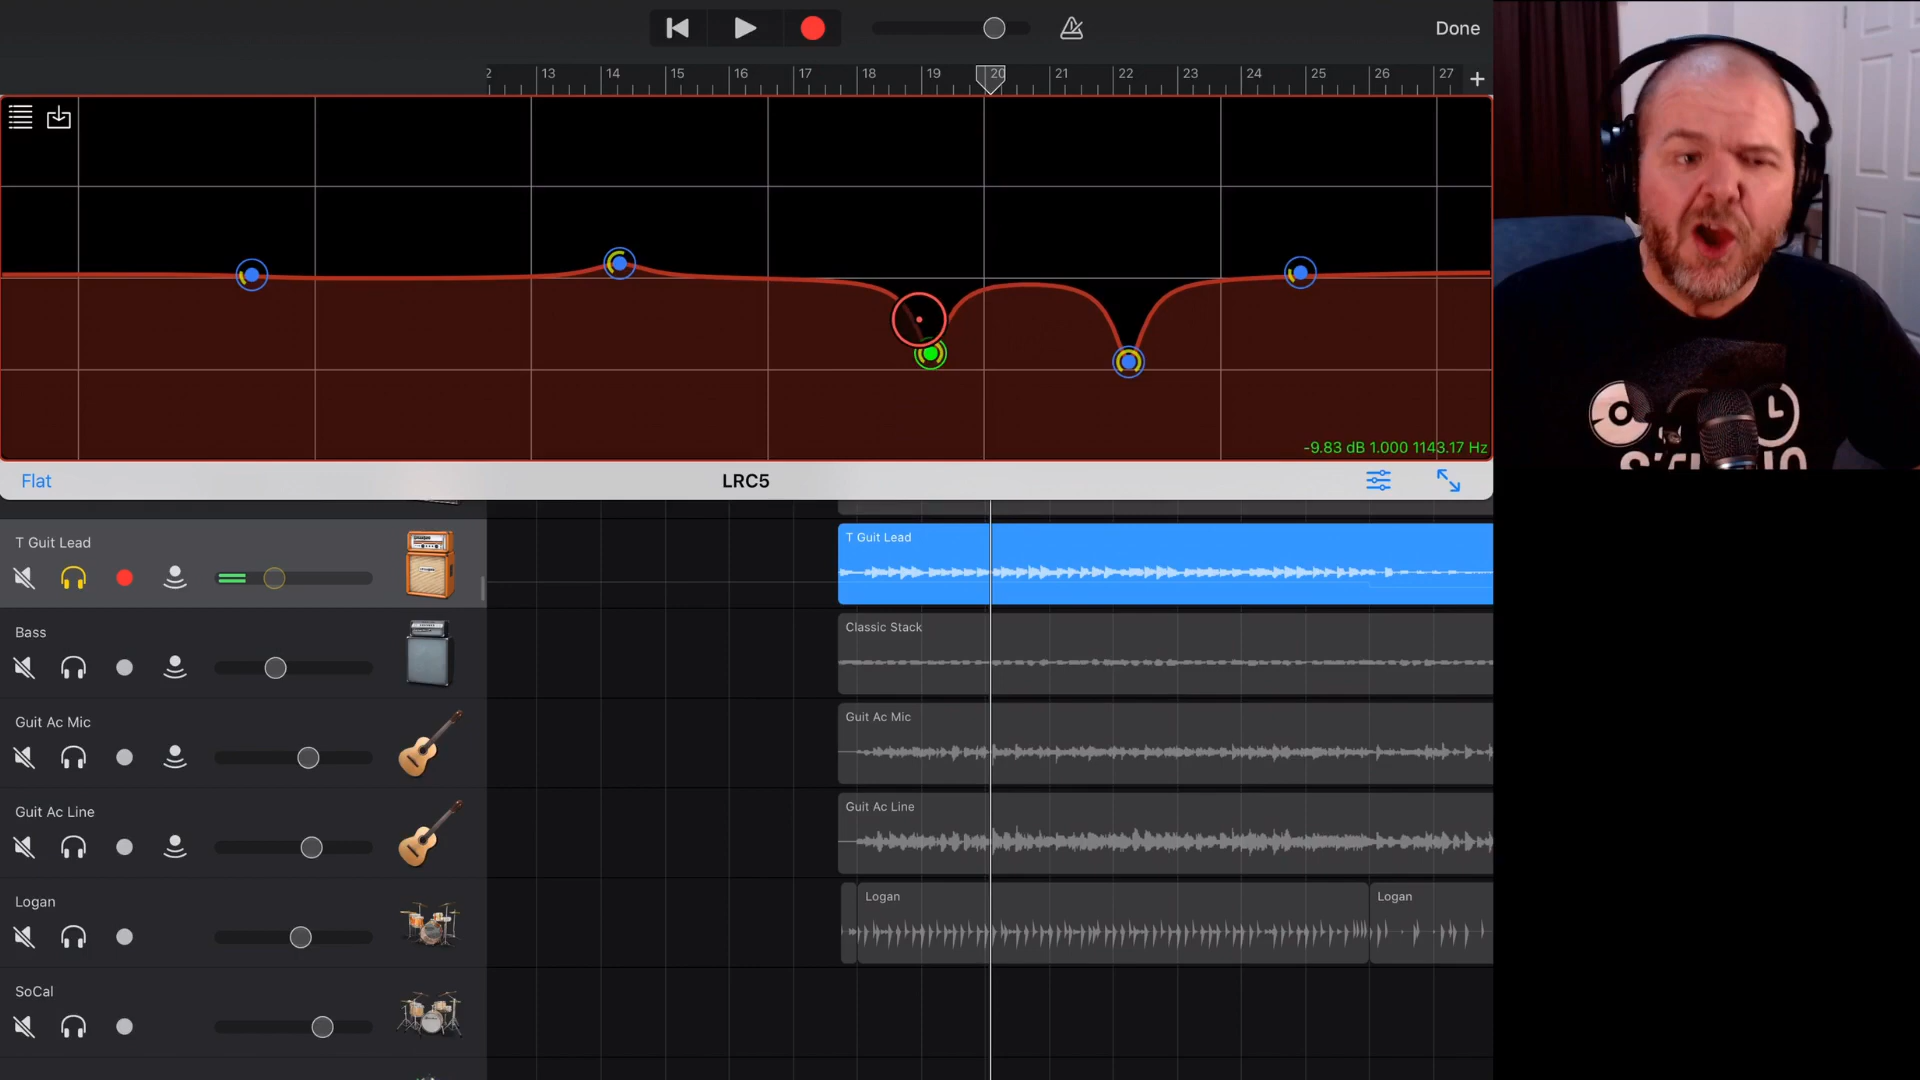 Done
2 13 14 15 16 17 18 19 20 21 22 23 24 25 26 27 +
-9.83 dB 1.000 1143.17 Hz
Flat LRC5
T Guit Lead
T Guit Lead
Bass
Classic Stack
Guit Ac Mic
Guit Ac Mic
Guit Ac Line
Guit Ac Line
Logan
Logan
Logan
SoCal